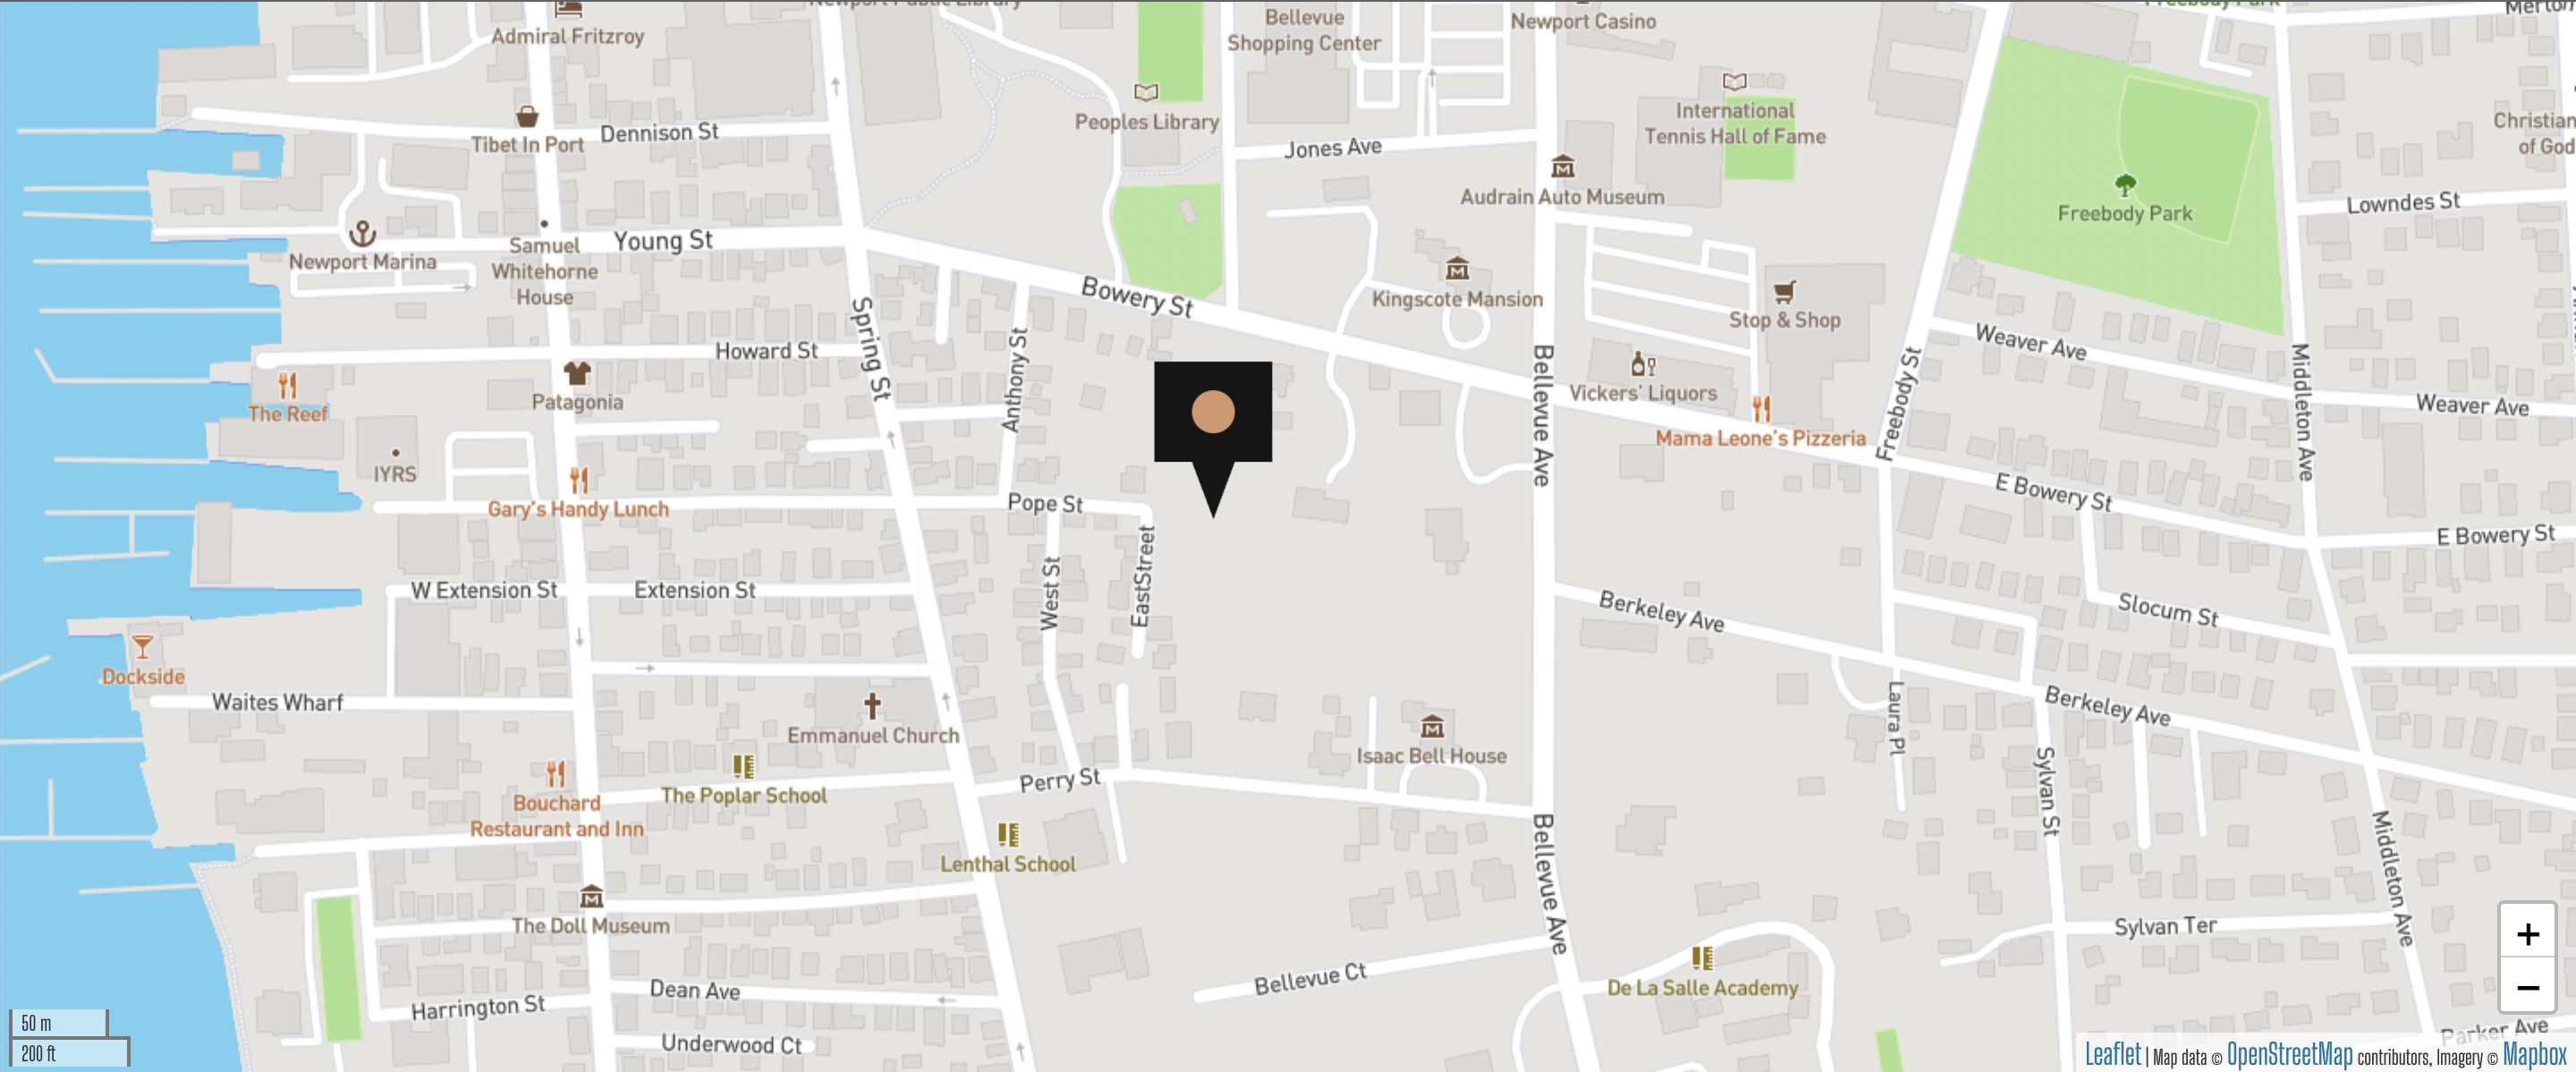 Newport Public Library
Admiral Fritzroy
Bellevue
Shopping Center
Newport Casino
Freebody Park
Merton
Tibet In Port
Dennison St
Peoples Library
Jones Ave
International
Tennis Hall of Fame
Christian
of God
Audrain Auto Museum
Freebody Park
Lowndes St
Newport Marina
Samuel
Whitehorne
House
Young St
Bowery St
Kingscote Mansion
Stop & Shop
Howard St
Spring St
Anthony St
Bellevue Ave
Weaver Ave
Middleton Ave
The Reef
Patagonia
Vickers' Liquors
Freebody St
Weaver Ave
Mama Leone's Pizzeria
IYRS
Gary's Handy Lunch
Pope St
E Bowery St
E Bowery St
W Extension St
Extension St
West St
EastStreet
Berkeley Ave
Slocum St
Dockside
Waites Wharf
Emmanuel Church
Isaac Bell House
Laura Pl
Berkeley Ave
Bouchard
Restaurant and Inn
The Poplar School
Perry St
Sylvan St
Lenthal School
Bellevue Ave
Middleton Ave
The Doll Museum
Sylvan Ter
+
Harrington St
Dean Ave
Bellevue Ct
De La Salle Academy
−
50 m
Underwood Ct
Parker Ave
200 ft
Leaflet | Map data © OpenStreetMap contributors, Imagery © Mapbox